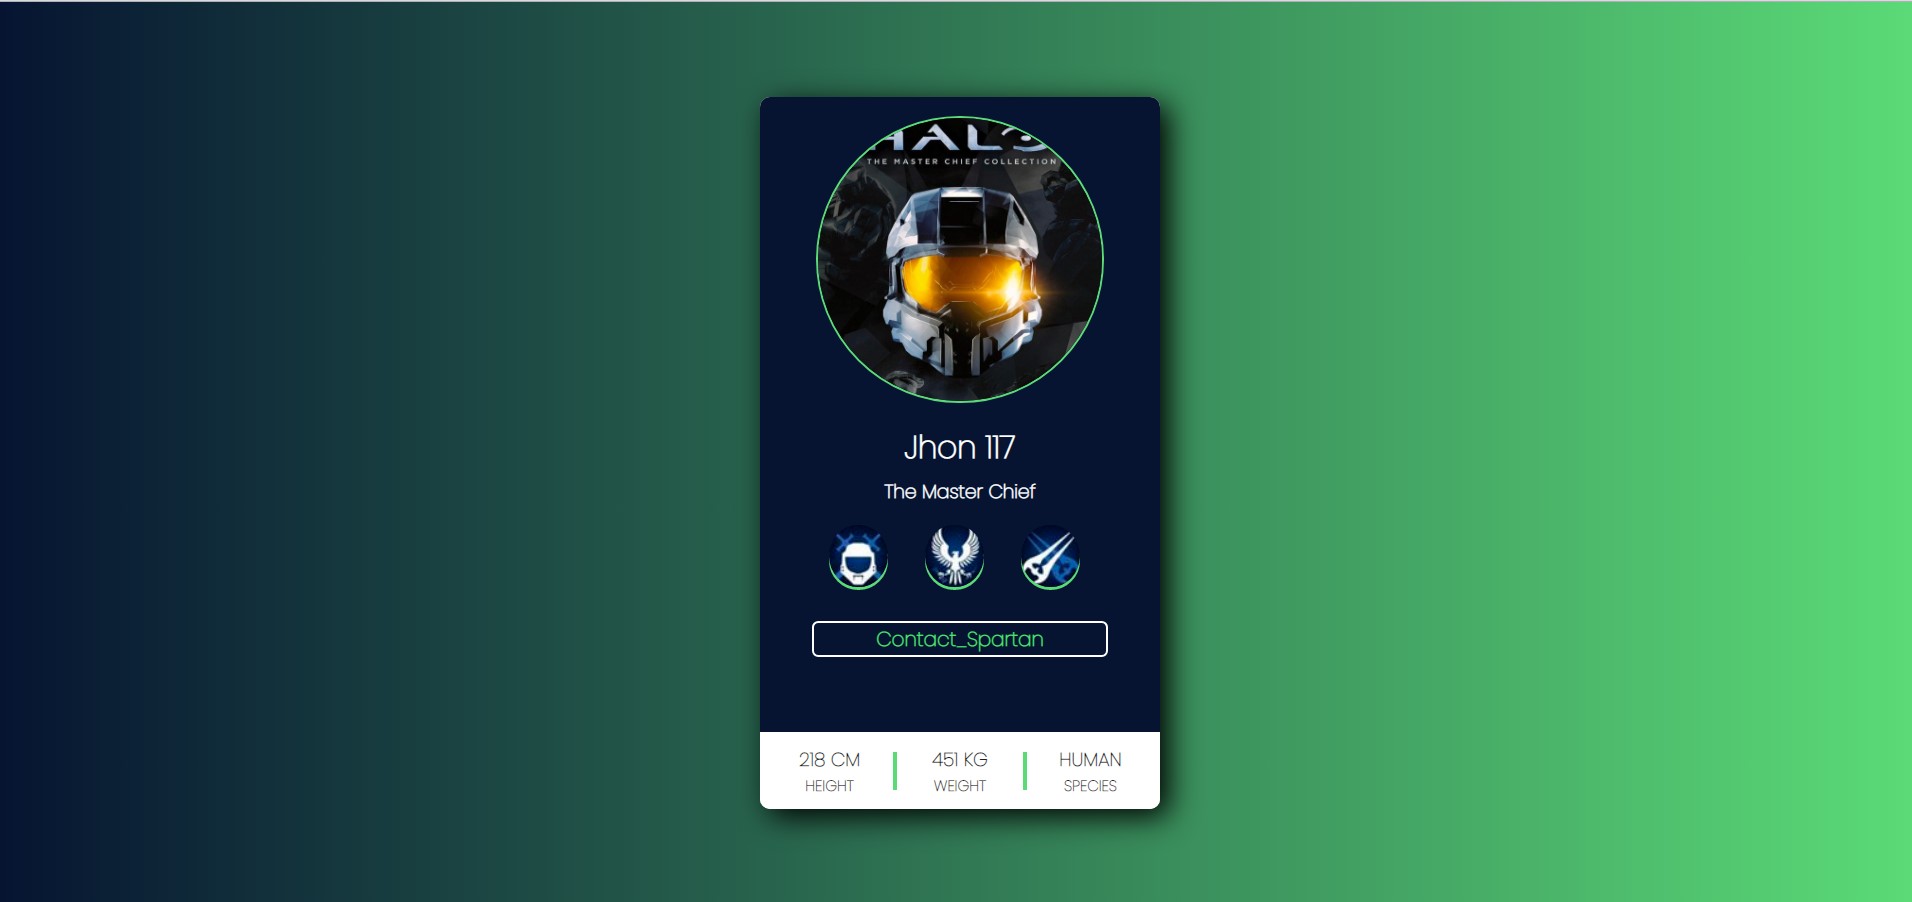 HALO
THE MASTER CHIEF COLLECTION
Jhon 117
The Master Chief
Contact_Spartan
218 CM
HEIGHT
451 KG
WEIGHT
HUMAN
SPECIES